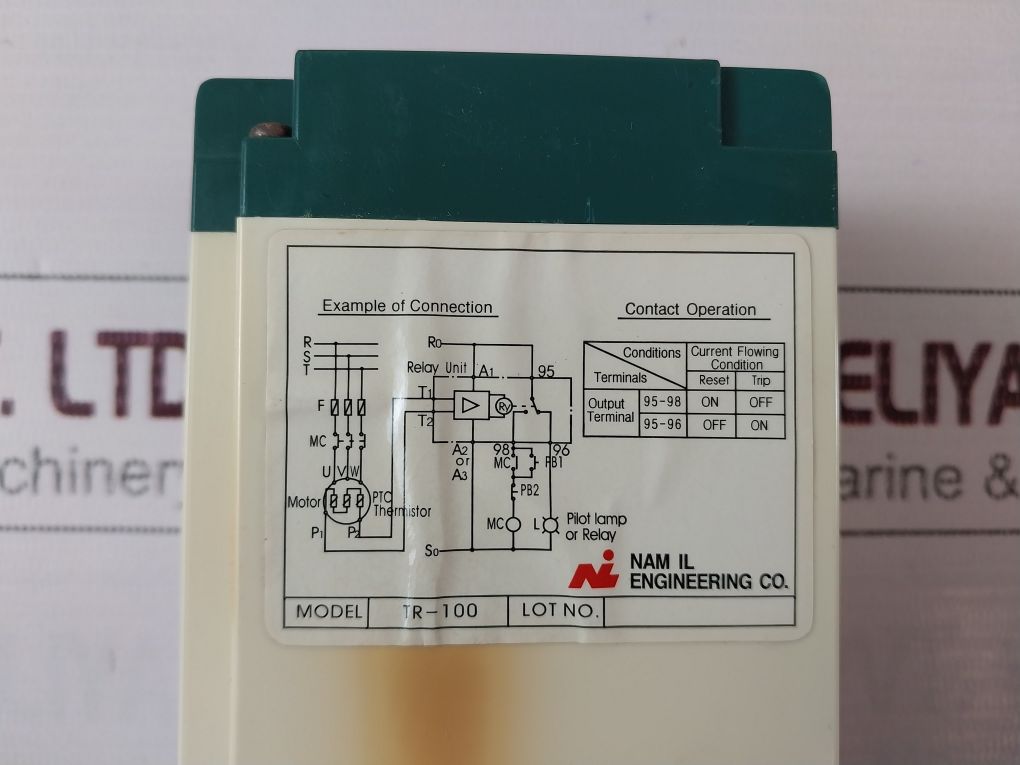 Example of Connection
R
S
T
F
MC
U V W
Motor
PTC
Thermistor
P1
P2
R0
Relay Unit
A1
95
T1
T2
Ry
A2
or
A3
98
96
MC
PB1
PB2
MC
L
Pilot lamp
or Relay
S0
Contact Operation
Conditions
Terminals
Current Flowing
Condition
Reset Trip
Output
Terminal
95-98 ON OFF
95-96 OFF ON
NAM IL
ENGINEERING CO.
MODEL TR-100 LOT NO.
. LTD
ELIYA
chinery
arine &